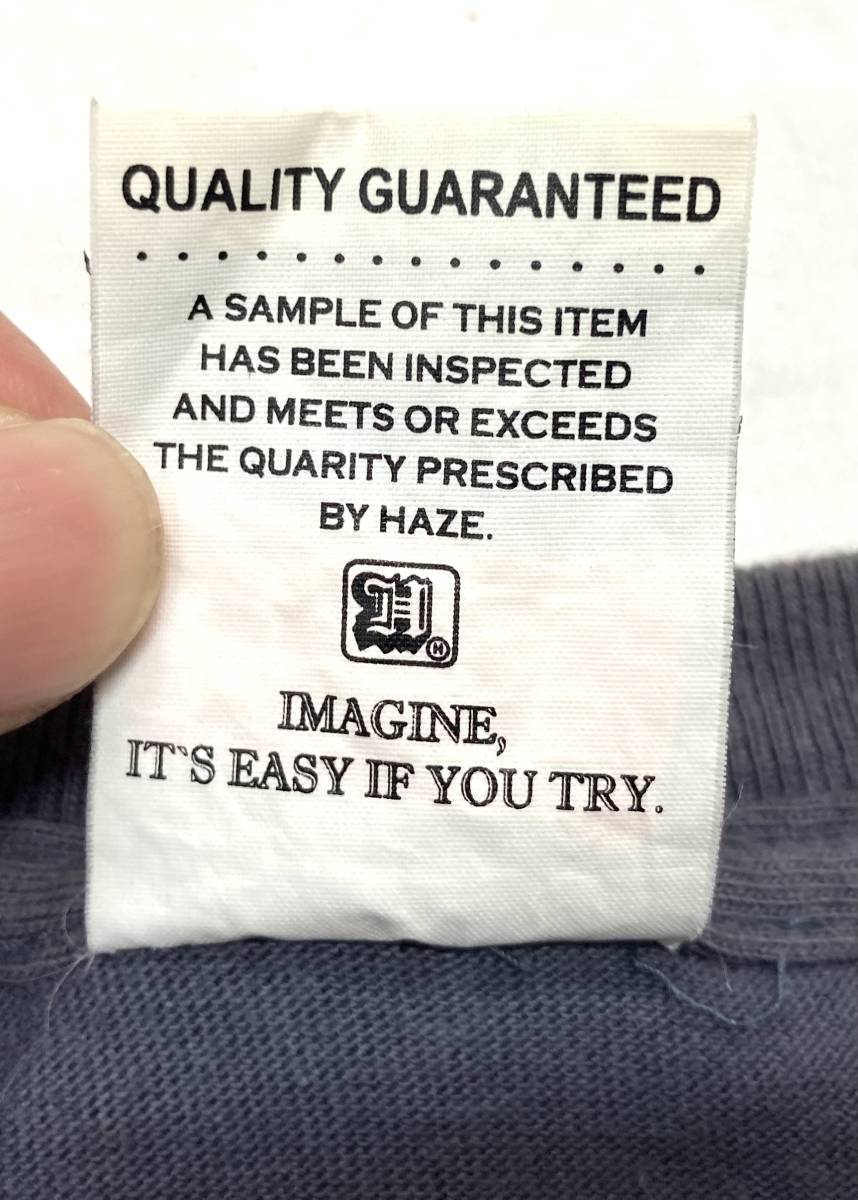 QUALITY GUARANTEED
A SAMPLE OF THIS ITEM
HAS BEEN INSPECTED
AND MEETS OR EXCEEDS
THE QUARITY PRESCRIBED
BY HAZE.
H
IMAGINE,
IT`S EASY IF YOU TRY.